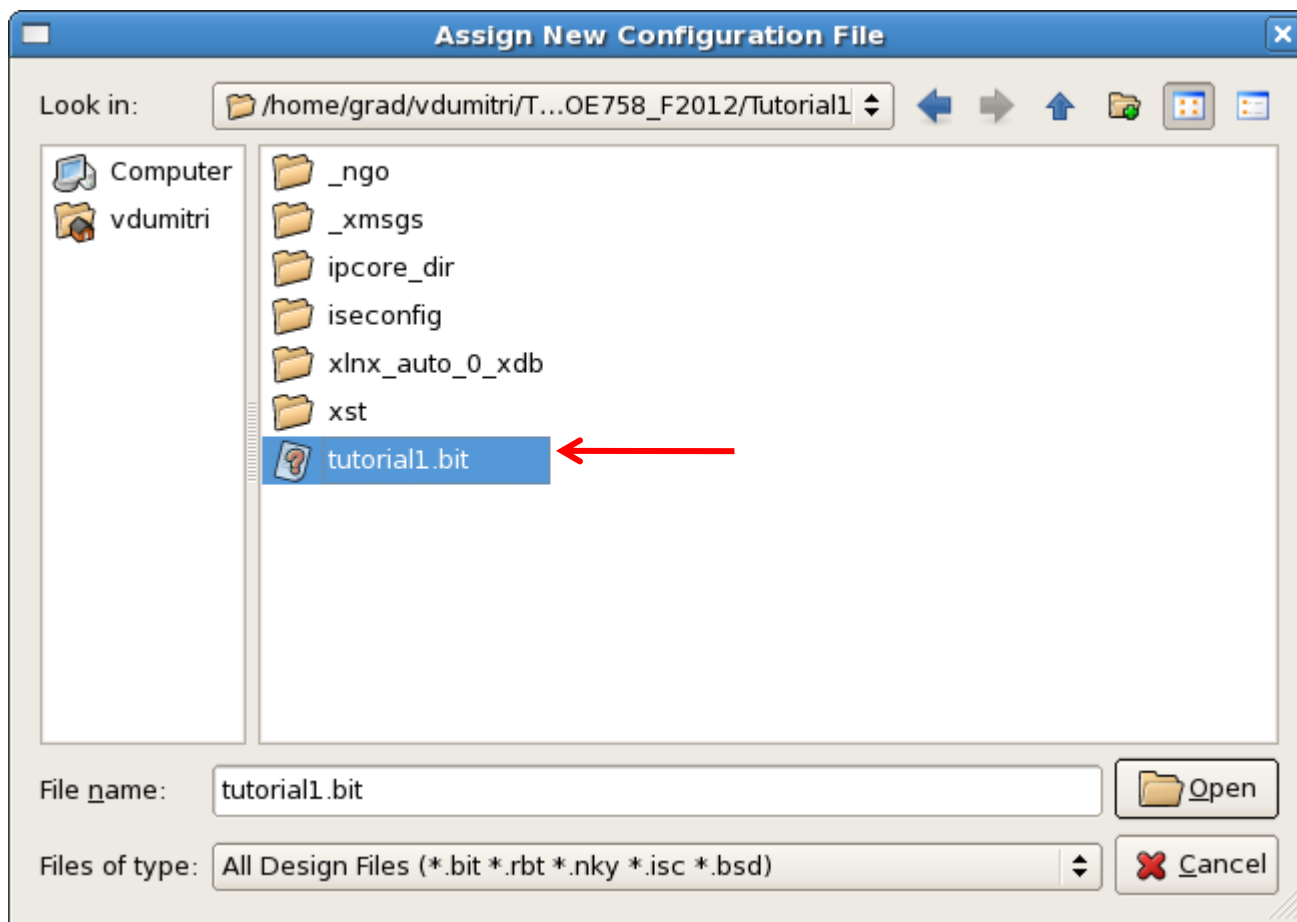 Assign New Configuration File
Look in: /home/grad/vdumitri/T...OE758_F2012/Tutorial1
Computer
vdumitri
_ngo
_xmsgs
ipcore_dir
iseconfig
xlnx_auto_0_xdb
xst
tutorial1.bit
File name: tutorial1.bit Open
Files of type: All Design Files (*.bit *.rbt *.nky *.isc *.bsd) Cancel